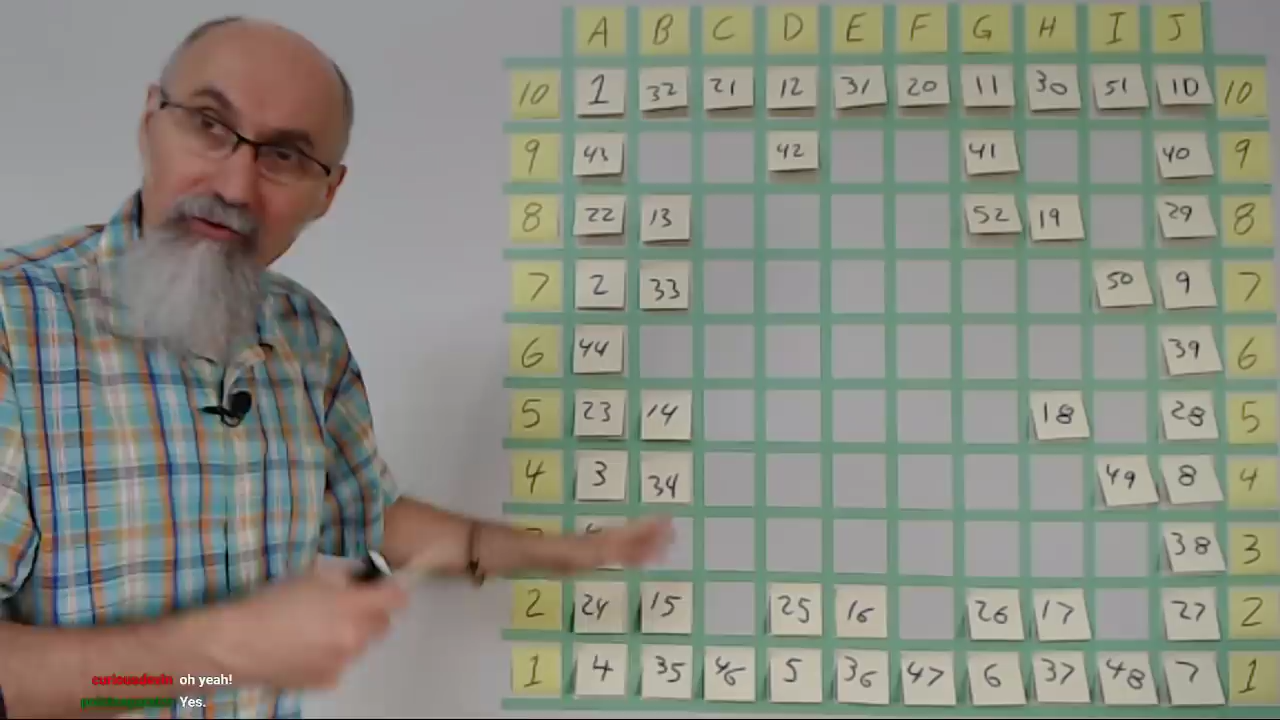 A B C D E F G H I J
10 1 32 21 12 31 20 11 30 51 10 10
9 43 42 41 40 9
8 22 13 52 19 29 8
7 2 33 50 9 7
6 44 39 6
5 23 14 18 28 5
4 3 34 49 8 4
38 3
2 24 15 25 16 26 17 27 2
1 4 35 46 5 36 47 6 37 48 7 1
curiousdevin oh yeah!
Yes.